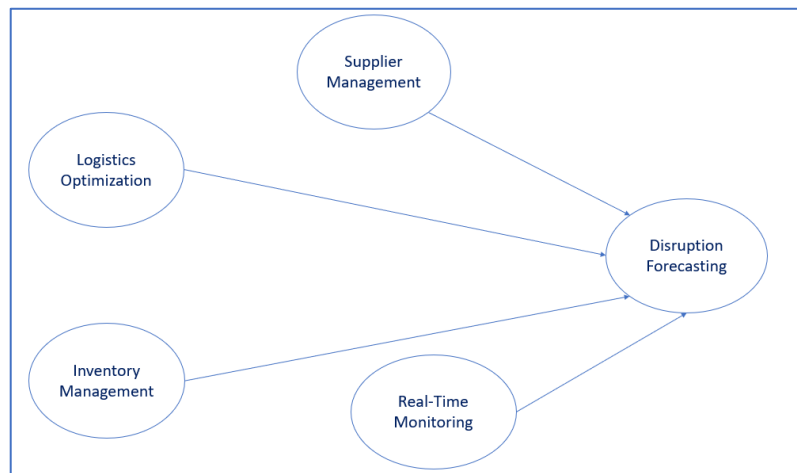 Supplier
Management
Logistics
Optimization
Disruption
Forecasting
Inventory
Management
Real-Time
Monitoring